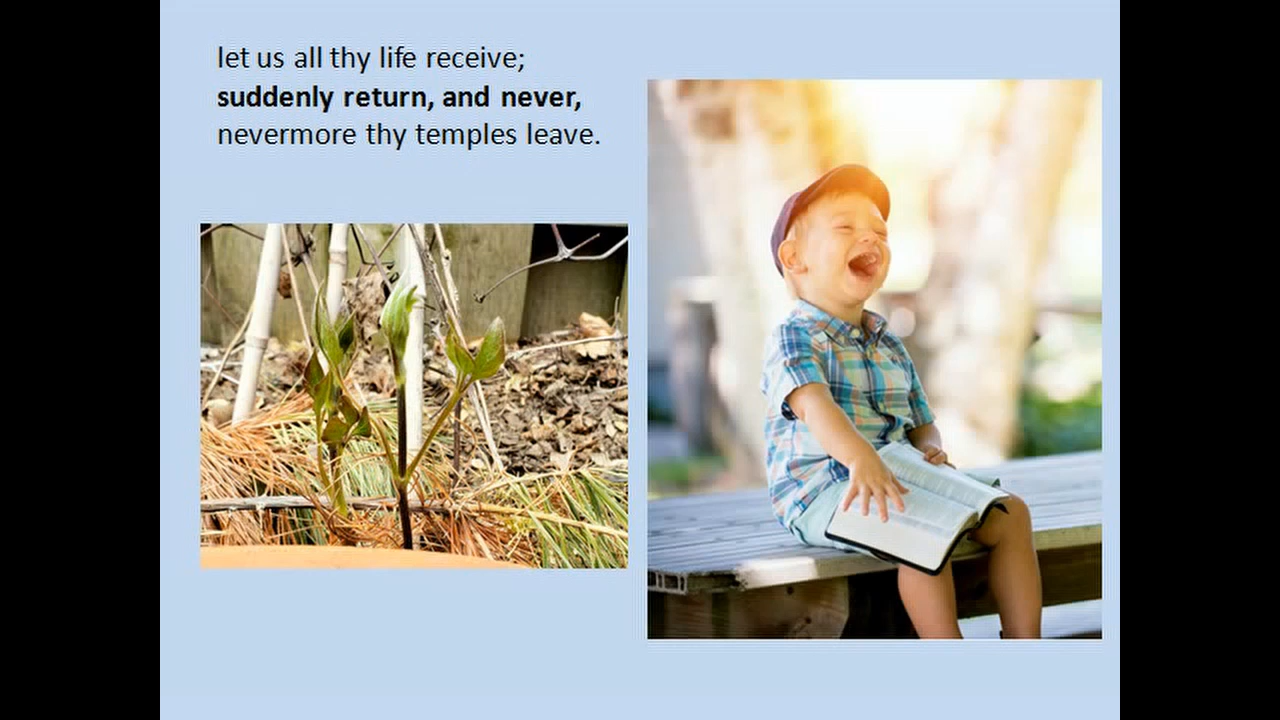 let us all thy life receive;
suddenly return, and never,
nevermore thy temples leave.